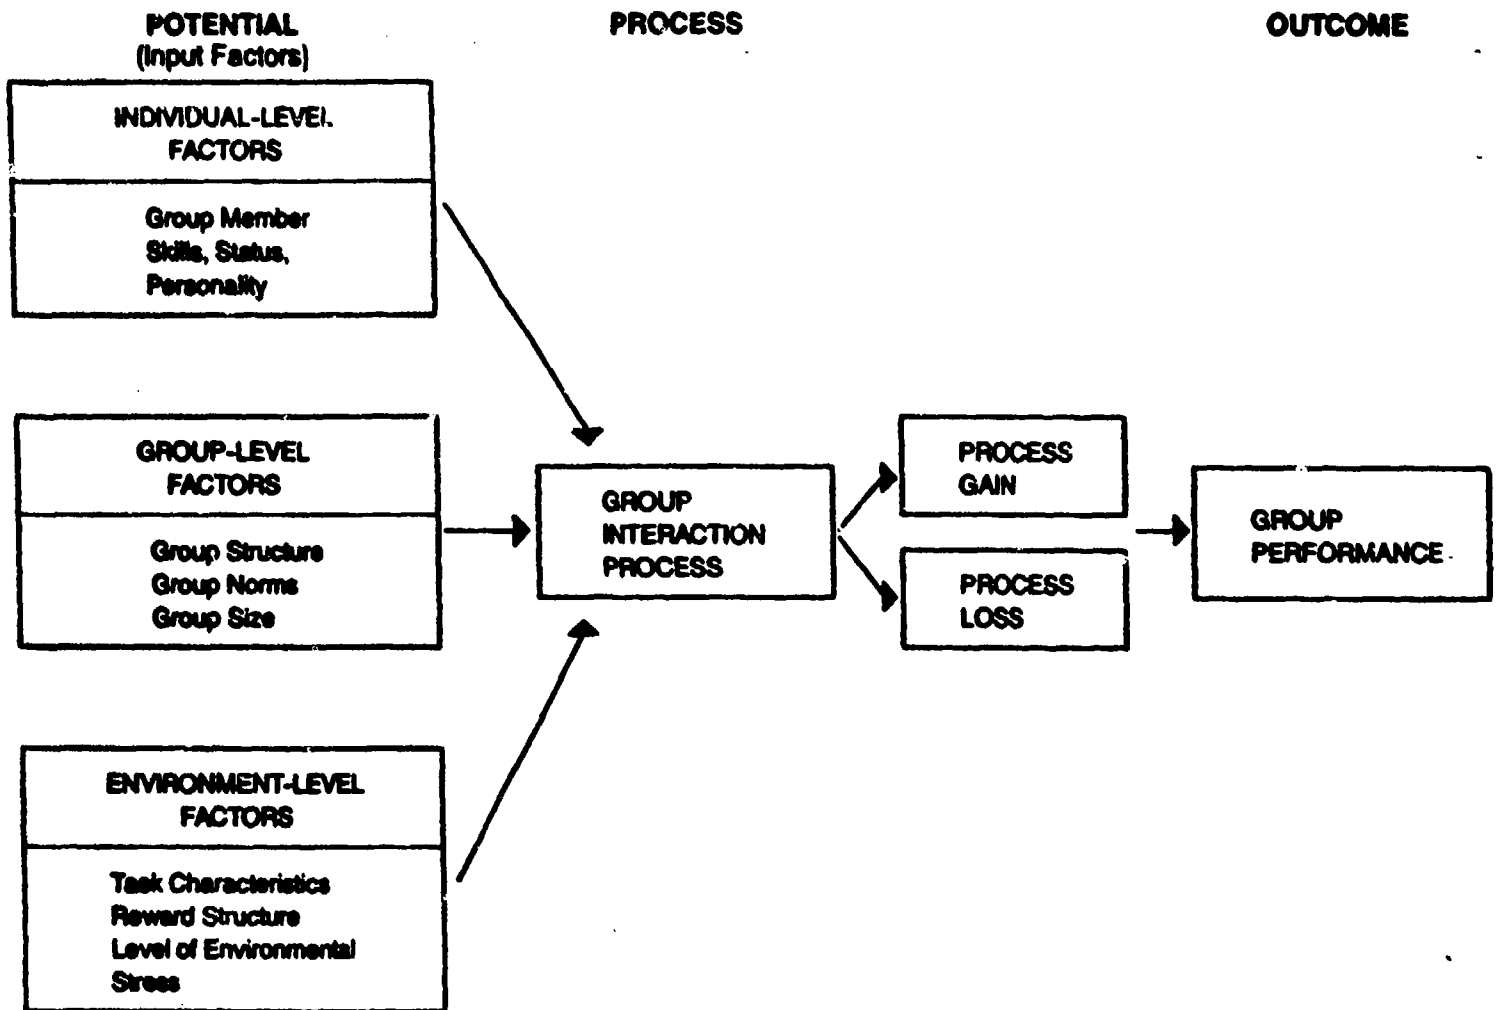 POTENTIAL
(Input Factors)
PROCESS
OUTCOME
INDIVIDUAL-LEVEL
FACTORS
Group Member
Skills, Status,
Personality
GROUP-LEVEL
FACTORS
Group Structure
Group Norms
Group Size
ENVIRONMENT-LEVEL
FACTORS
Task Characteristics
Reward Structure
Level of Environmental
Stress
GROUP
INTERACTION
PROCESS
PROCESS
GAIN
PROCESS
LOSS
GROUP
PERFORMANCE